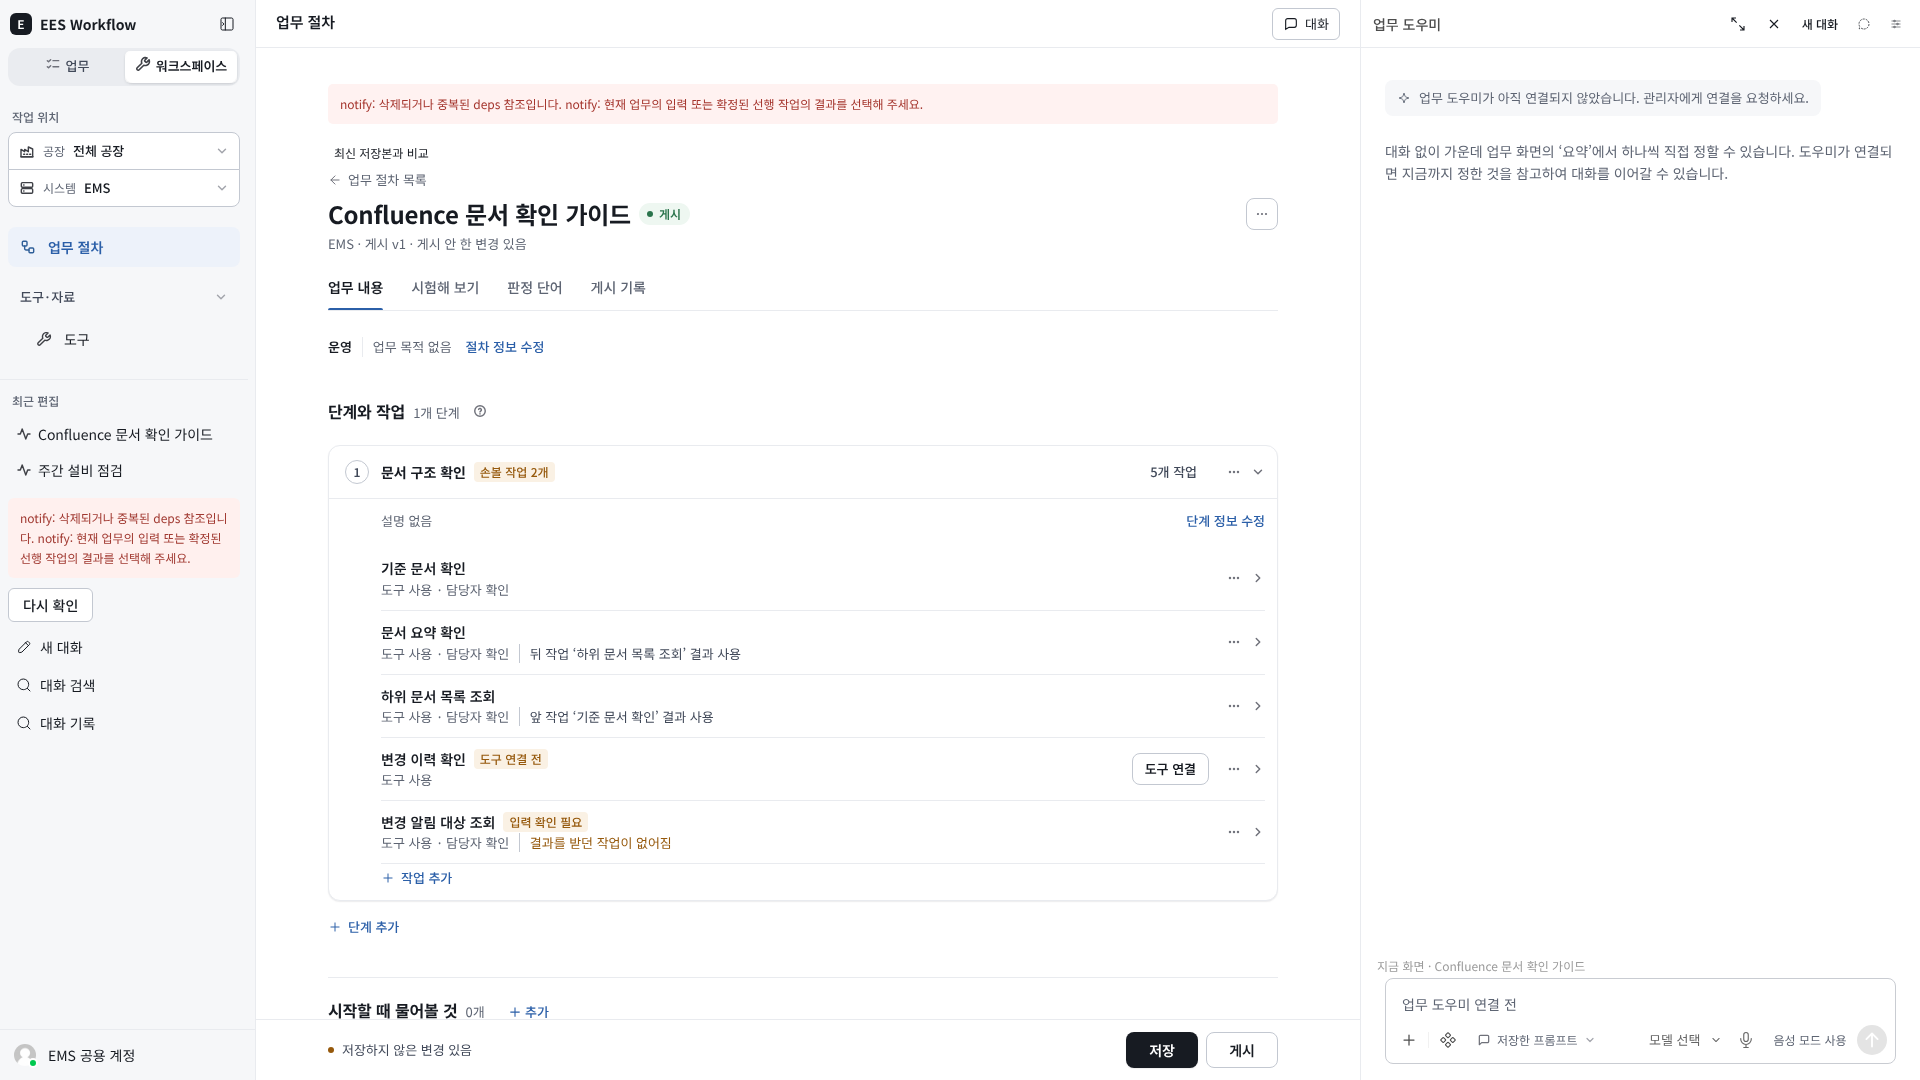 E EES Workflow
업무
워크스페이스
작업 위치
공장 전체 공장
시스템 EMS
업무 절차
도구·자료
도구
최근 편집
Confluence 문서 확인 가이드
주간 설비 점검
notify: 삭제되거나 중복된 deps 참조입니
다. notify: 현재 업무의 입력 또는 확정된
선행 작업의 결과를 선택해 주세요.
다시 확인
새 대화
대화 검색
대화 기록
EMS 공용 계정
업무 절차
대화
notify: 삭제되거나 중복된 deps 참조입니다. notify: 현재 업무의 입력 또는 확정된 선행 작업의 결과를 선택해 주세요.
최신 저장본과 비교
업무 절차 목록
Confluence 문서 확인 가이드 게시
EMS · 게시 v1 · 게시 안 한 변경 있음
업무 내용 시험해 보기 판정 단어 게시 기록
운영 업무 목적 없음 절차 정보 수정
단계와 작업 1개 단계
1 문서 구조 확인 손볼 작업 2개 5개 작업
설명 없음 단계 정보 수정
기준 문서 확인
도구 사용 · 담당자 확인
문서 요약 확인
도구 사용 · 담당자 확인 뒤 작업 ‘하위 문서 목록 조회’ 결과 사용
하위 문서 목록 조회
도구 사용 · 담당자 확인 앞 작업 ‘기준 문서 확인’ 결과 사용
변경 이력 확인 도구 연결 전
도구 사용
도구 연결
변경 알림 대상 조회 입력 확인 필요
도구 사용 · 담당자 확인 결과를 받던 작업이 없어짐
작업 추가
단계 추가
시작할 때 물어볼 것 0개 추가
저장하지 않은 변경 있음
저장
게시
업무 도우미
새 대화
업무 도우미가 아직 연결되지 않았습니다. 관리자에게 연결을 요청하세요.
대화 없이 가운데 업무 화면의 ‘요약’에서 하나씩 직접 정할 수 있습니다. 도우미가 연결되
면 지금까지 정한 것을 참고하여 대화를 이어갈 수 있습니다.
지금 화면 · Confluence 문서 확인 가이드
업무 도우미 연결 전
저장한 프롬프트
모델 선택
음성 모드 사용